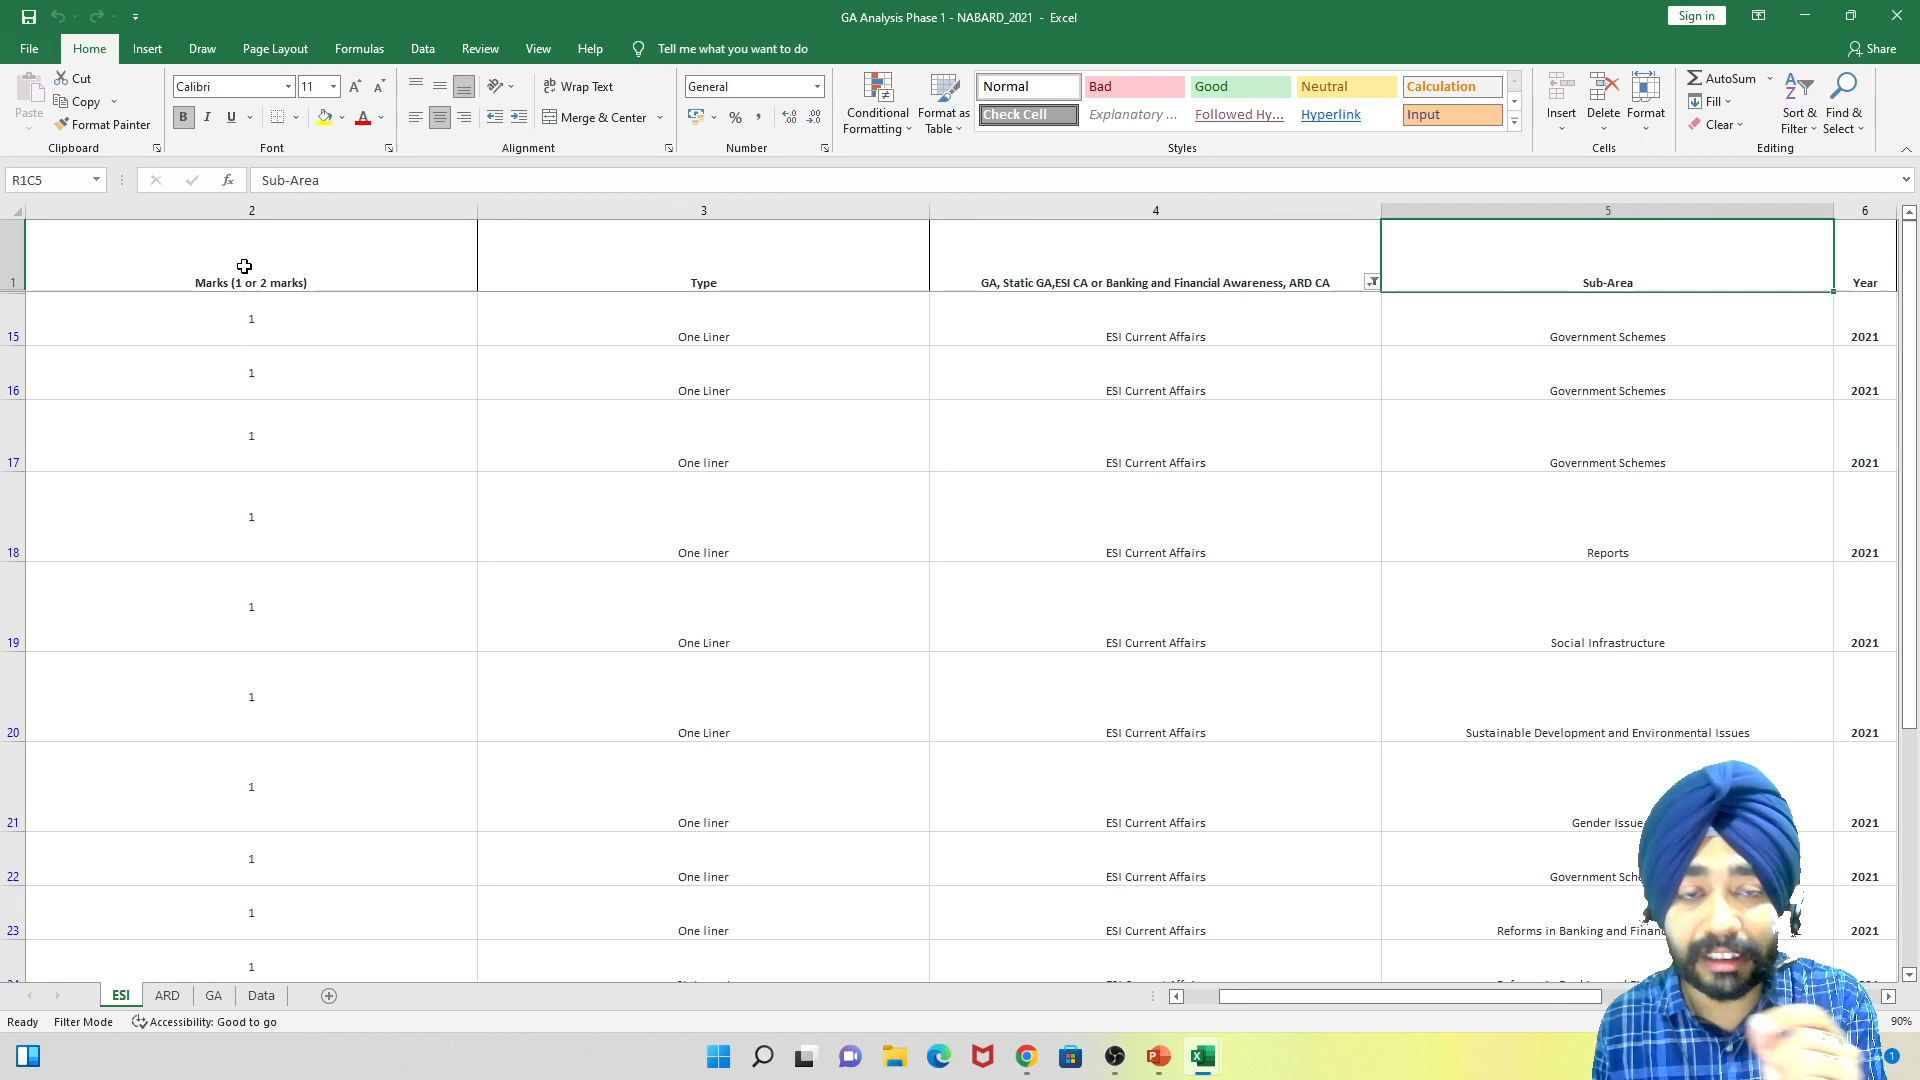 GA Analysis Phase 1 - NABARD_2021 - Excel
Sign in
File Home Insert Draw Page Layout Formulas Data Review View Help Tell me what you want to do Share
Paste Cut Copy Format Painter
Clipboard
Calibri 11
B I U
Font
Wrap Text
Merge & Center
Alignment
General
Number
Conditional Formatting
Format as Table
Normal Bad Good Neutral Calculation
Check Cell Explanatory ... Followed Hy... Hyperlink Input
Styles
Insert Delete Format
Cells
AutoSum
Fill
Clear
Sort & Filter
Find & Select
Editing
R1C5 fx Sub-Area
2 3 4 5 6
1 Marks (1 or 2 marks) Type GA, Static GA,ESI CA or Banking and Financial Awareness, ARD CA Sub-Area Year
15 1 One Liner ESI Current Affairs Government Schemes 2021
16 1 One Liner ESI Current Affairs Government Schemes 2021
17 1 One liner ESI Current Affairs Government Schemes 2021
18 1 One liner ESI Current Affairs Reports 2021
19 1 One Liner ESI Current Affairs Social Infrastructure 2021
20 1 One Liner ESI Current Affairs Sustainable Development and Environmental Issues 2021
21 1 One liner ESI Current Affairs Gender Issue 2021
22 1 One liner ESI Current Affairs Government Sche 2021
23 1 One liner ESI Current Affairs Reforms in Banking and Financ 2021
1
ESI ARD GA Data
Ready Filter Mode Accessibility: Good to go 90%
1